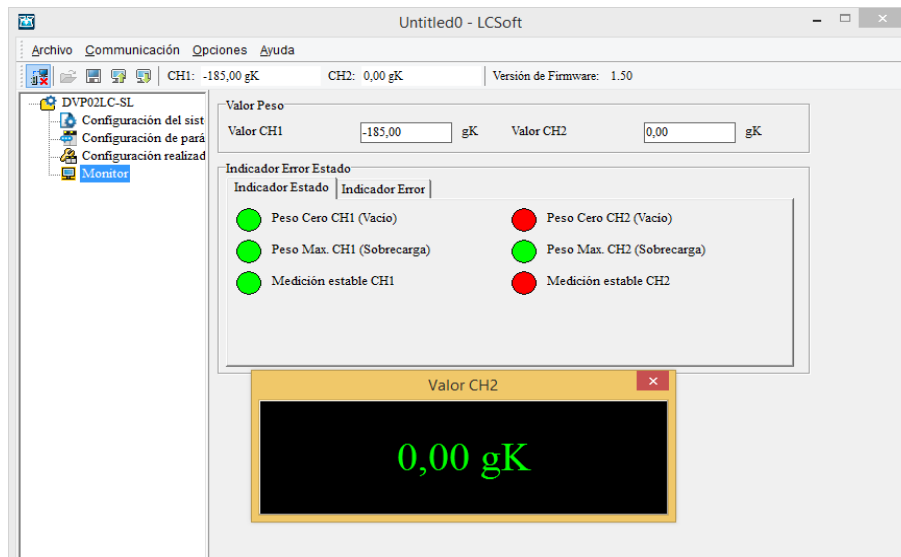 Untitled0 - LCSoft
Archivo Communicación Opciones Ayuda
CH1: -185,00 gK CH2: 0,00 gK Versión de Firmware: 1.50
DVP02LC-SL
Configuración del sist
Configuración de pará
Configuración realizad
Monitor
Valor Peso
Valor CH1 -185,00 gK Valor CH2 0,00 gK
Indicador Error Estado
Indicador Estado Indicador Error
Peso Cero CH1 (Vacio) Peso Cero CH2 (Vacio)
Peso Max. CH1 (Sobrecarga) Peso Max. CH2 (Sobrecarga)
Medición estable CH1 Medición estable CH2
Valor CH2
0,00 gK